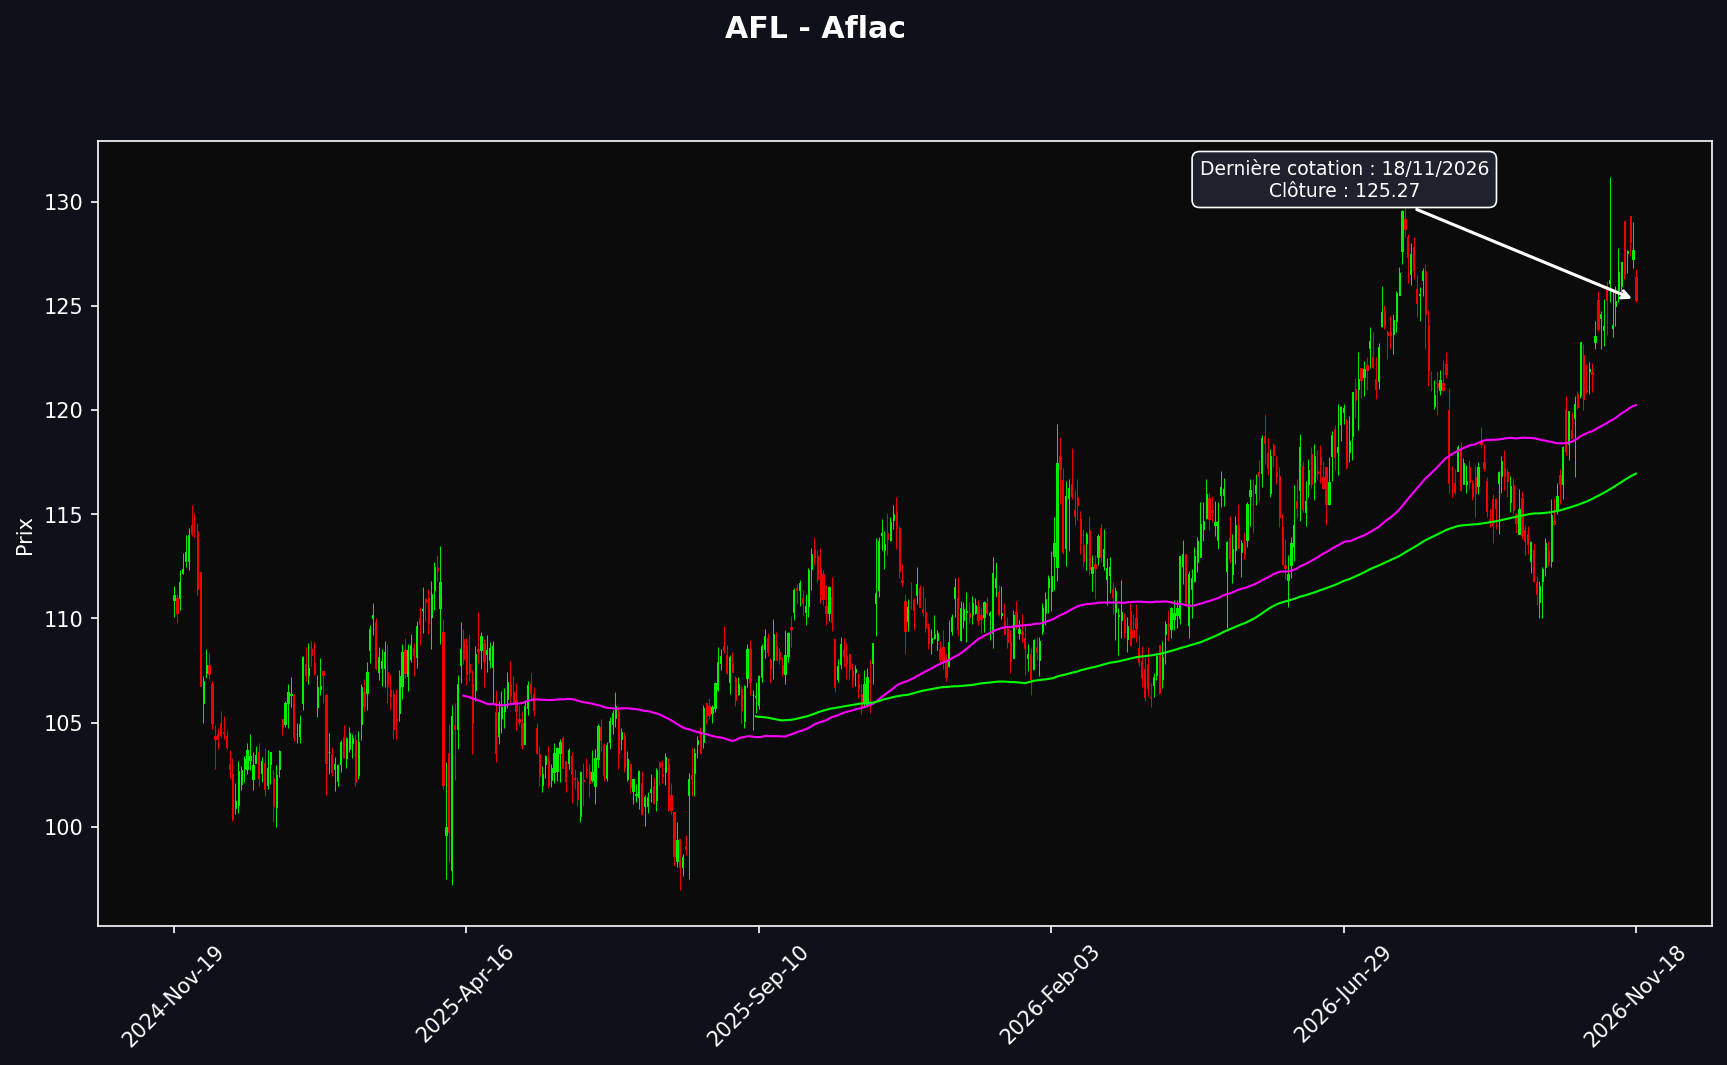 AFL - Aflac
Dernière cotation : 18/11/2026
Clôture : 125.27
Prix
130
125
120
115
110
105
100
2024-Nov-19
2025-Apr-16
2025-Sep-10
2026-Feb-03
2026-Jun-29
2026-Nov-18